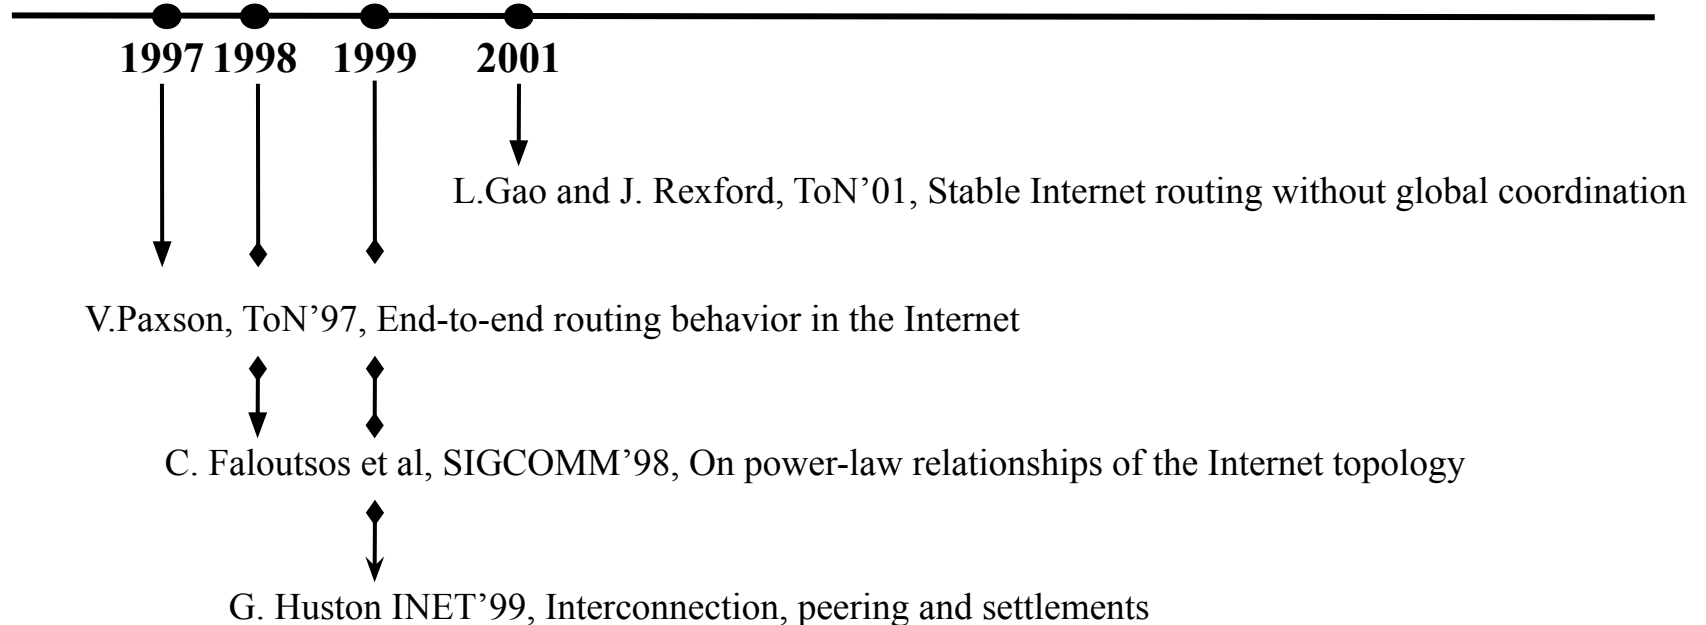 1997 1998 1999 2001
L.Gao and J. Rexford, ToN’01, Stable Internet routing without global coordination
V.Paxson, ToN’97, End-to-end routing behavior in the Internet
C. Faloutsos et al, SIGCOMM’98, On power-law relationships of the Internet topology
G. Huston INET’99, Interconnection, peering and settlements